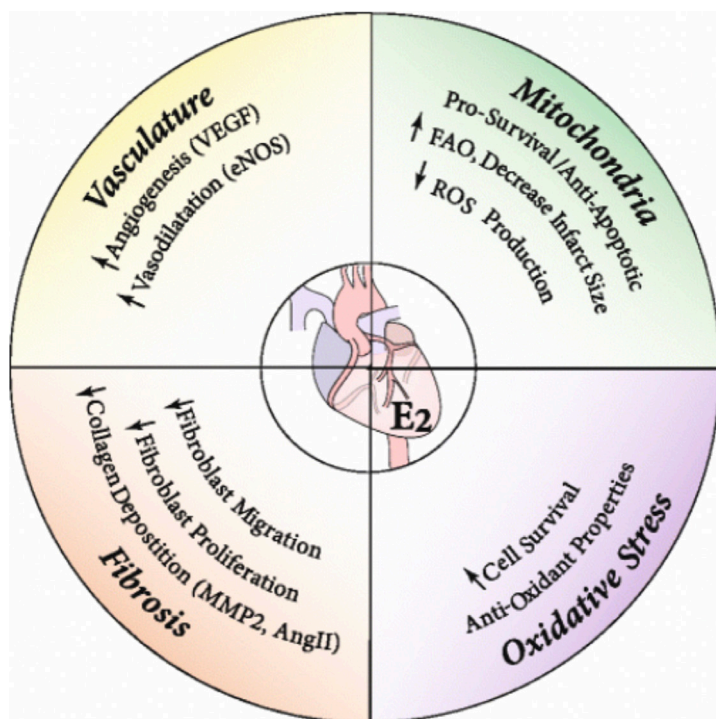 Vasculature
↑Angiogenesis (VEGF)
↑Vasodilatation (eNOS)
Mitochondria
Pro-Survival/Anti-Apoptotic
↑ FAO, Decrease Infarct Size
↓ ROS Production
E2
↓Fibroblast Migration
↓Fibroblast Proliferation
↓Collagen Depostition (MMP2, AngII)
Fibrosis
↑Cell Survival
Anti-Oxidant Properties
Oxidative Stress